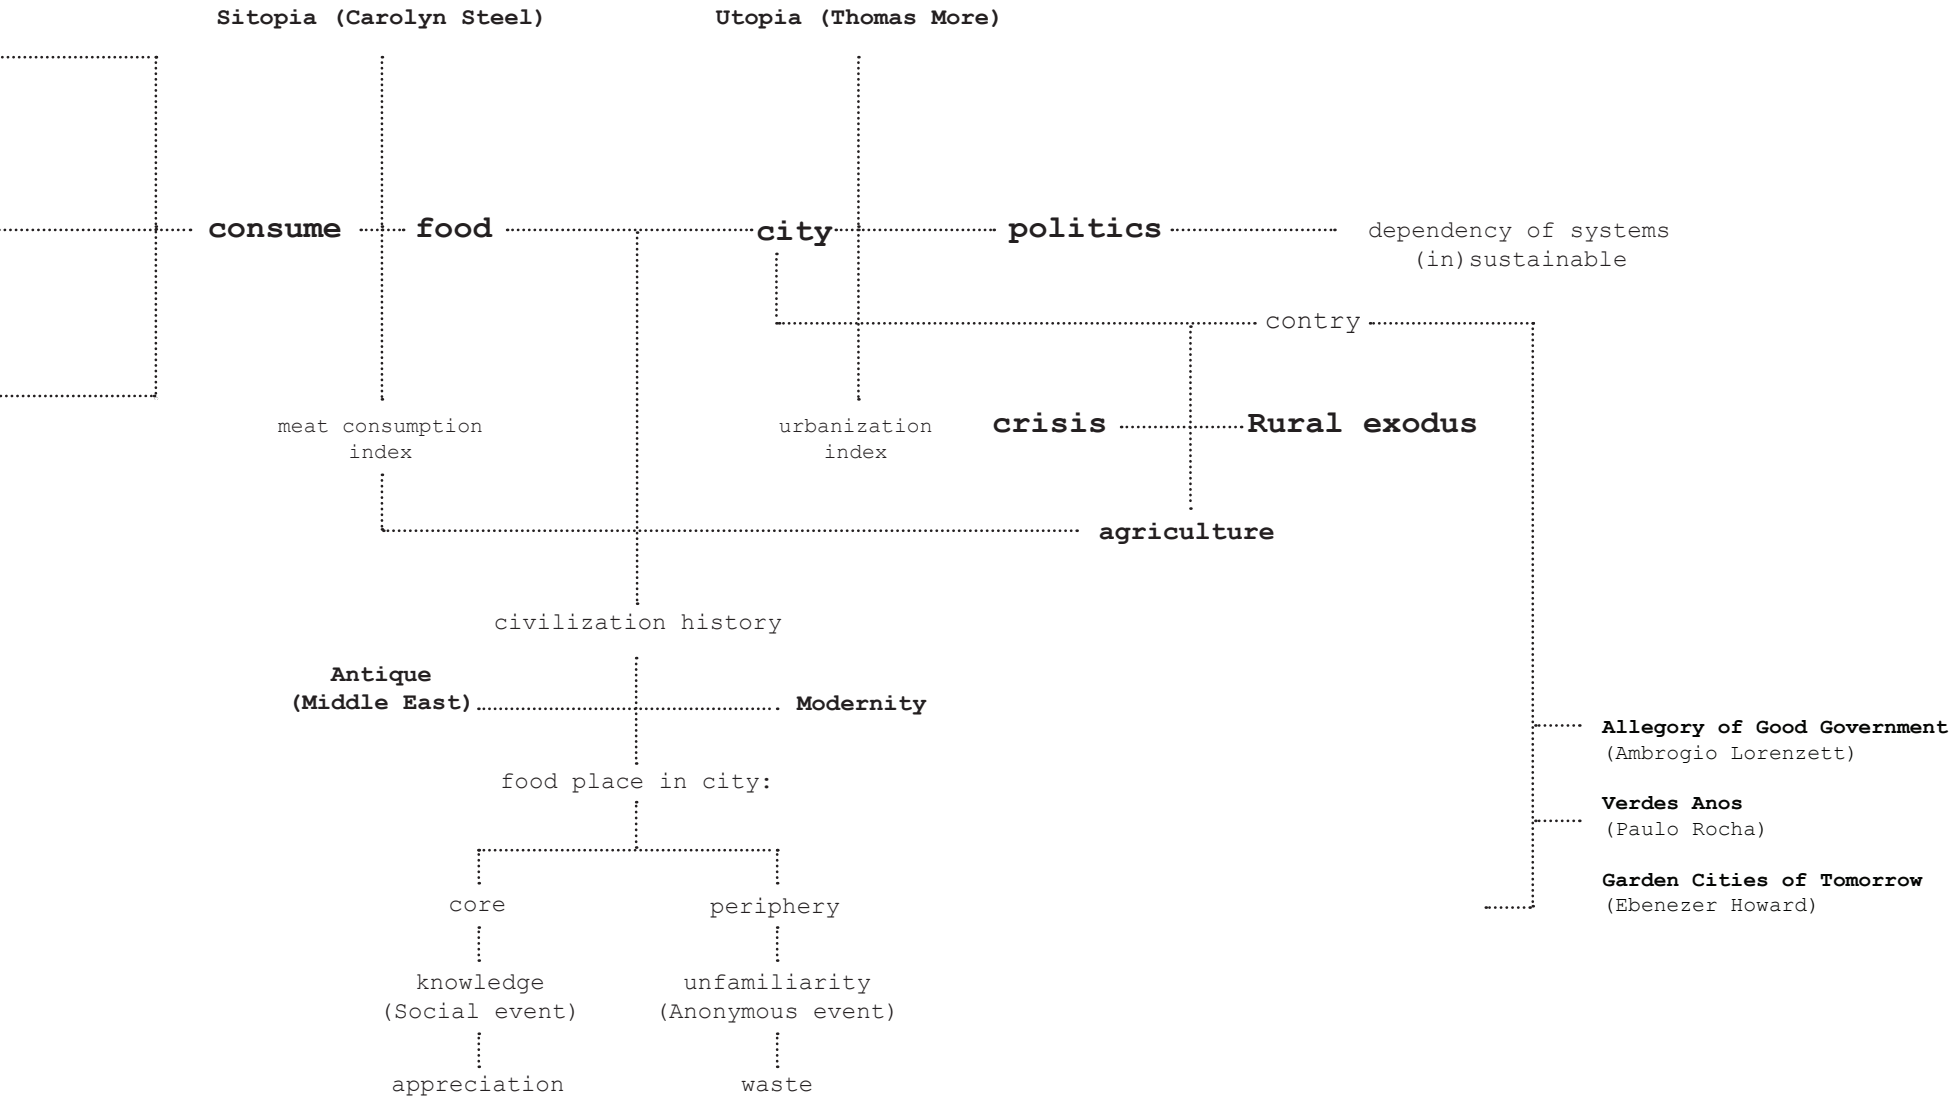 Sitopia (Carolyn Steel)
Utopia (Thomas More)
consume
food
city
politics
dependency of systems
(in)sustainable
contry
meat consumption
index
urbanization
index
crisis
Rural exodus
agriculture
civilization history
Antique
(Middle East)
Modernity
food place in city:
core
periphery
knowledge
(Social event)
unfamiliarity
(Anonymous event)
appreciation
waste
Allegory of Good Government
(Ambrogio Lorenzett)
Verdes Anos
(Paulo Rocha)
Garden Cities of Tomorrow
(Ebenezer Howard)